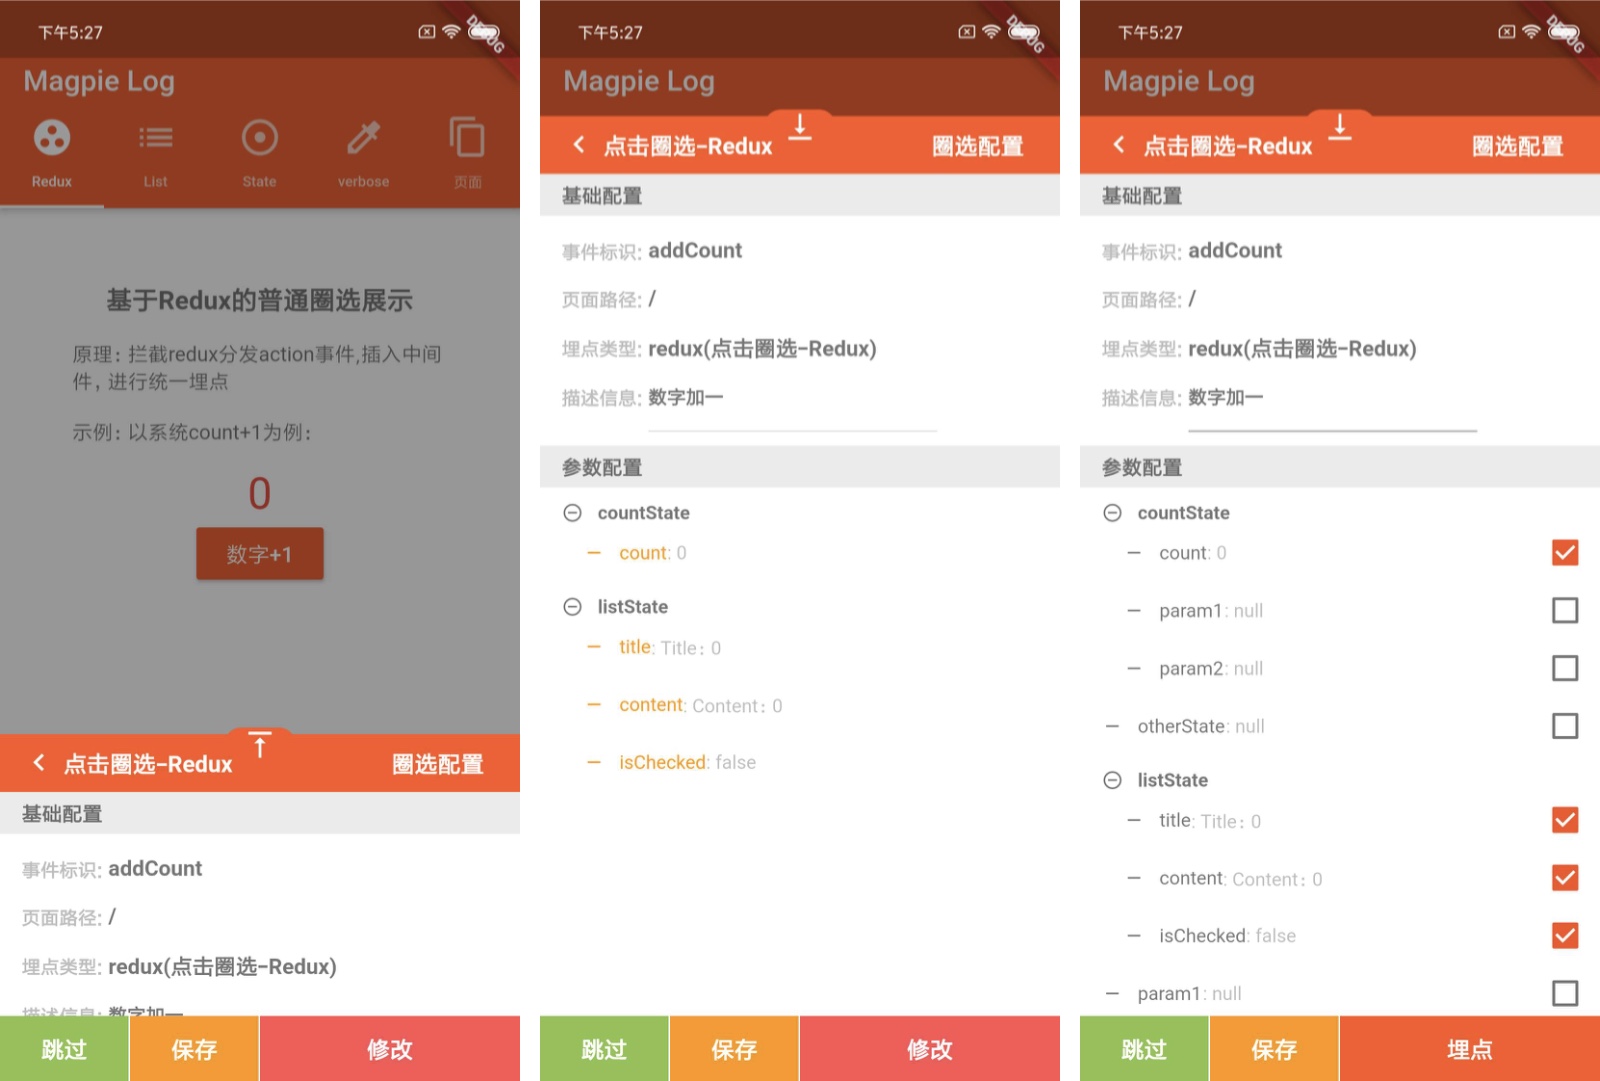 下午5:27
DEBUG
Magpie Log
Redux
List
State
verbose
页面
基于Redux的普通圈选展示
原理：拦截redux分发action事件,插入中间
件，进行统一埋点
示例：以系统count+1为例：
0
数字+1
点击圈选-Redux
圈选配置
基础配置
事件标识: addCount
页面路径: /
埋点类型: redux(点击圈选-Redux)
描述信息: 数字加一
跳过
保存
修改
下午5:27
DEBUG
Magpie Log
点击圈选-Redux
圈选配置
基础配置
事件标识: addCount
页面路径: /
埋点类型: redux(点击圈选-Redux)
描述信息: 数字加一
参数配置
countState
count: 0
listState
title: Title：0
content: Content：0
isChecked: false
跳过
保存
修改
下午5:27
DEBUG
Magpie Log
点击圈选-Redux
圈选配置
基础配置
事件标识: addCount
页面路径: /
埋点类型: redux(点击圈选-Redux)
描述信息: 数字加一
参数配置
countState
count: 0
param1: null
param2: null
otherState: null
listState
title: Title：0
content: Content：0
isChecked: false
param1: null
跳过
保存
埋点